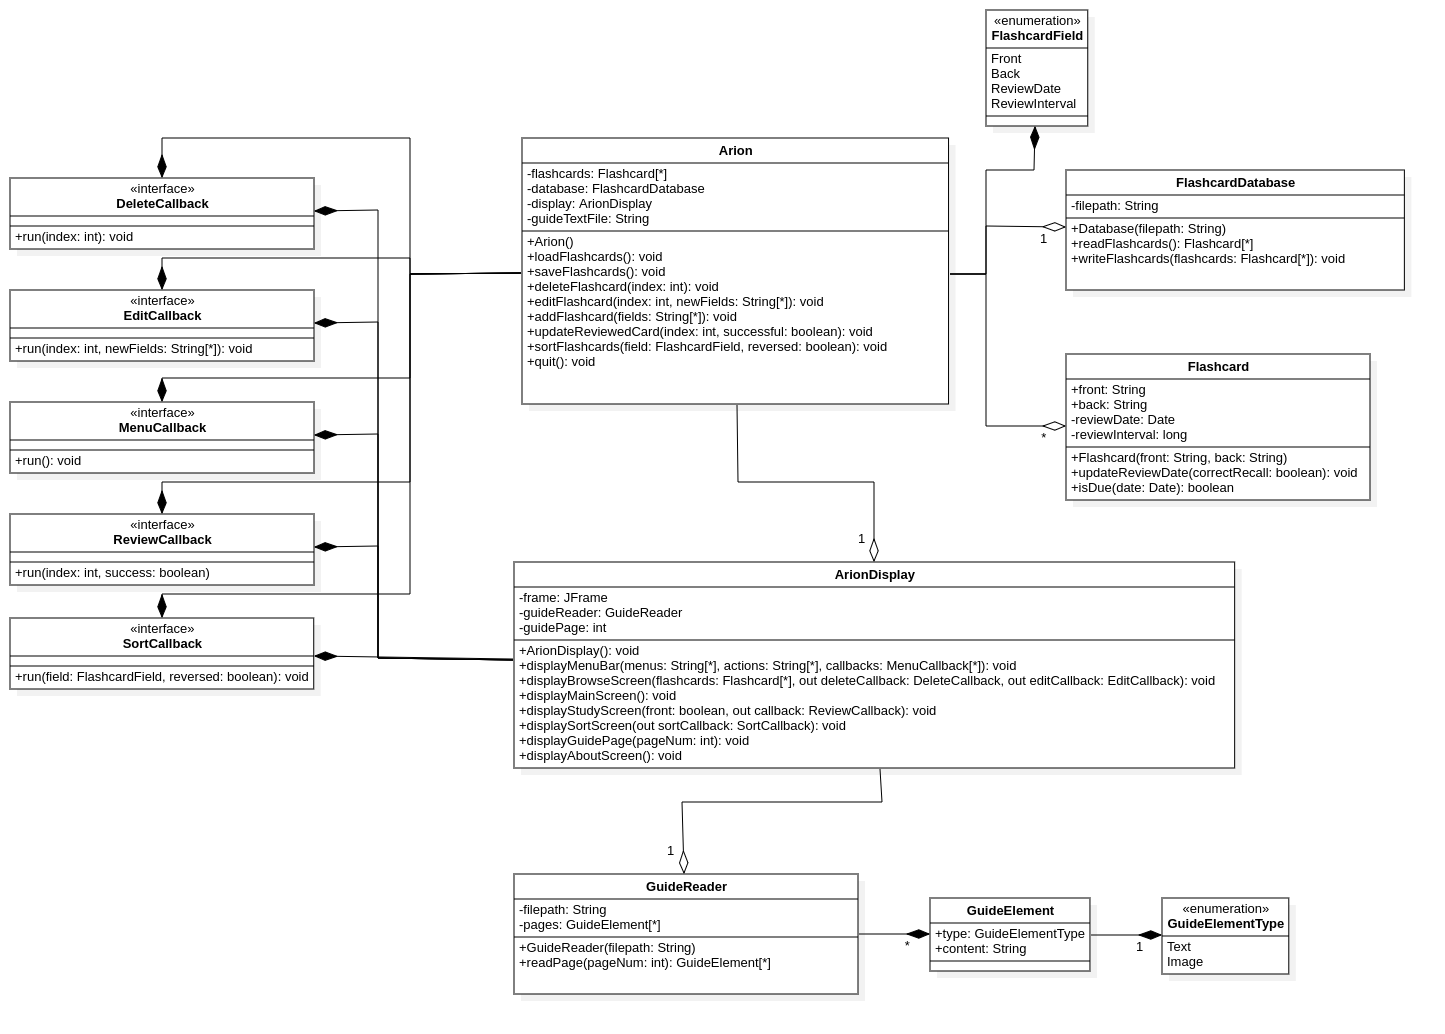 «enumeration»
FlashcardField
Front
Back
ReviewDate
ReviewInterval
Arion
-flashcards: Flashcard[*]
-database: FlashcardDatabase
-display: ArionDisplay
-guideTextFile: String
+Arion()
+loadFlashcards(): void
+saveFlashcards(): void
+deleteFlashcard(index: int): void
+editFlashcard(index: int, newFields: String[*]): void
+addFlashcard(fields: String[*]): void
+updateReviewedCard(index: int, successful: boolean): void
+sortFlashcards(field: FlashcardField, reversed: boolean): void
+quit(): void
FlashcardDatabase
-filepath: String
+Database(filepath: String)
+readFlashcards(): Flashcard[*]
+writeFlashcards(flashcards: Flashcard[*]): void
1
Flashcard
+front: String
+back: String
-reviewDate: Date
-reviewInterval: long
+Flashcard(front: String, back: String)
+updateReviewDate(correctRecall: boolean): void
+isDue(date: Date): boolean
*
«interface»
DeleteCallback
+run(index: int): void
«interface»
EditCallback
+run(index: int, newFields: String[*]): void
«interface»
MenuCallback
+run(): void
«interface»
ReviewCallback
+run(index: int, success: boolean)
«interface»
SortCallback
+run(field: FlashcardField, reversed: boolean): void
1
ArionDisplay
-frame: JFrame
-guideReader: GuideReader
-guidePage: int
+ArionDisplay(): void
+displayMenuBar(menus: String[*], actions: String[*], callbacks: MenuCallback[*]): void
+displayBrowseScreen(flashcards: Flashcard[*], out deleteCallback: DeleteCallback, out editCallback: EditCallback): void
+displayMainScreen(): void
+displayStudyScreen(front: boolean, out callback: ReviewCallback): void
+displaySortScreen(out sortCallback: SortCallback): void
+displayGuidePage(pageNum: int): void
+displayAboutScreen(): void
1
GuideReader
-filepath: String
-pages: GuideElement[*]
+GuideReader(filepath: String)
+readPage(pageNum: int): GuideElement[*]
*
GuideElement
+type: GuideElementType
+content: String
1
«enumeration»
GuideElementType
Text
Image